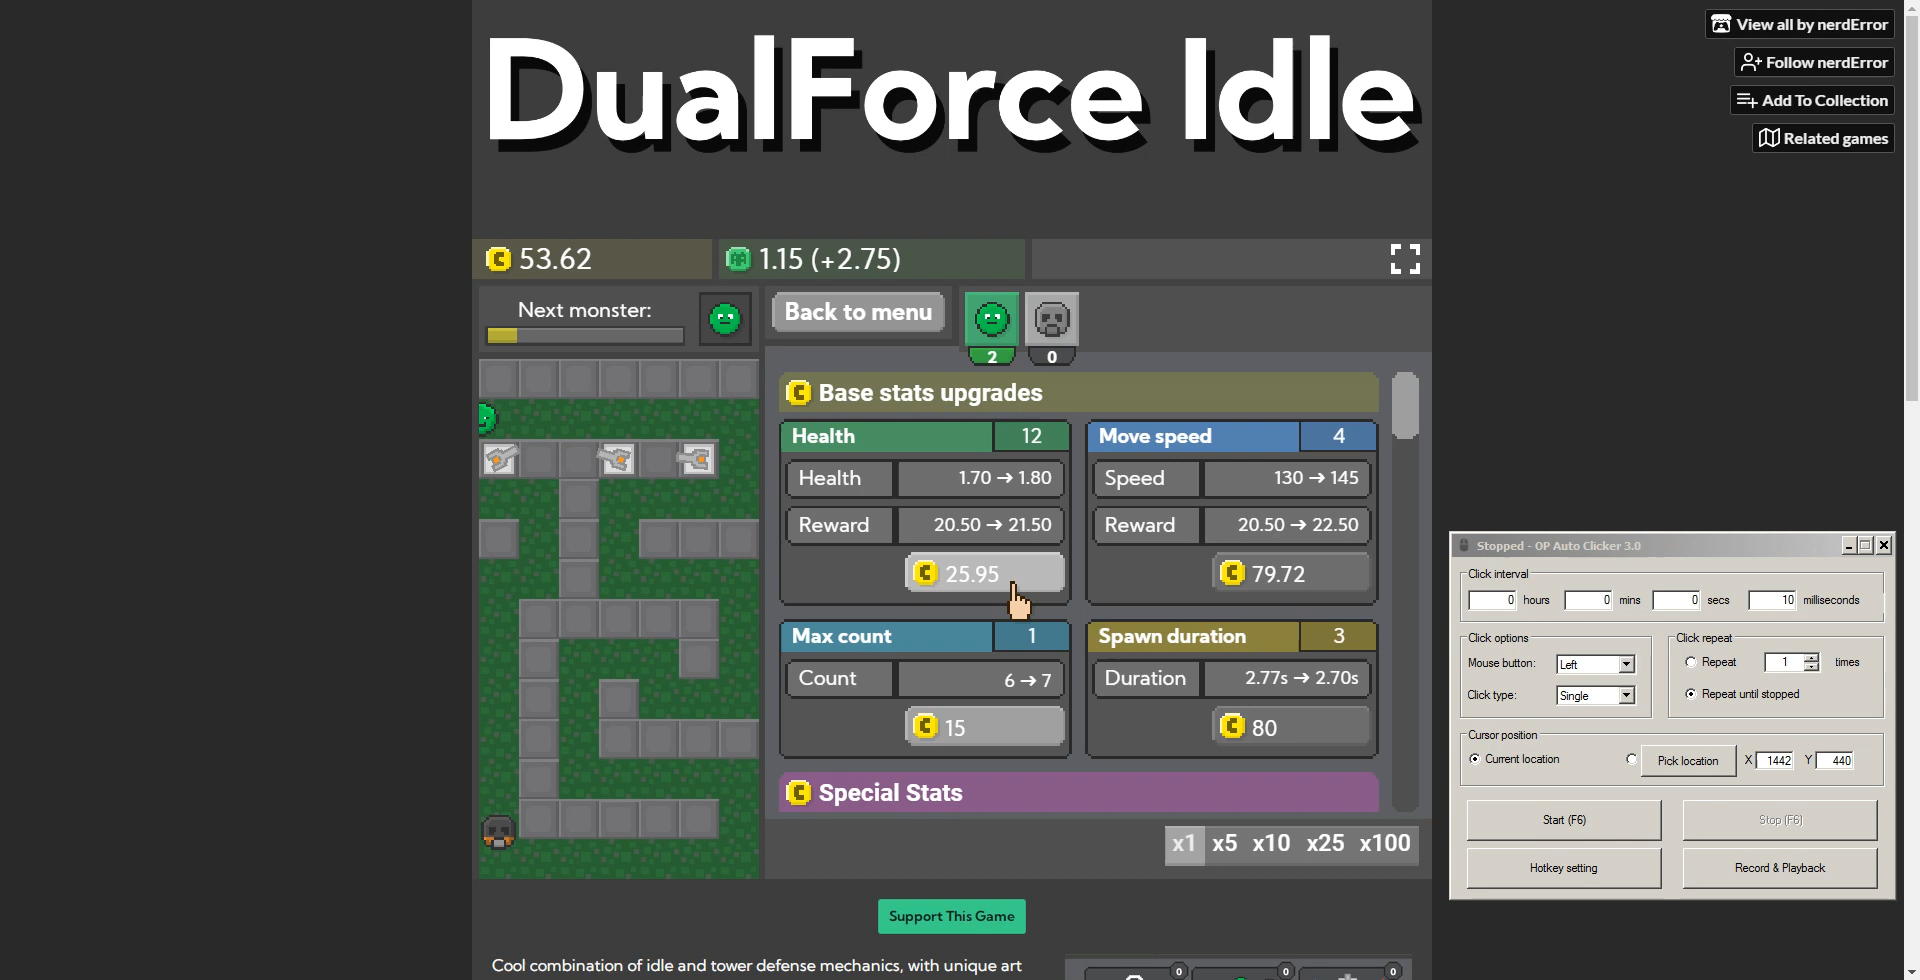 DualForce Idle
View all by nerdError
Follow nerdError
Add To Collection
Related games
53.62
1.15 (+2.75)
Next monster:
Back to menu
2
0
Base stats upgrades
Health 12
Health 1.70 → 1.80
Reward 20.50 → 21.50
25.95
Move speed 4
Speed 130 → 145
Reward 20.50 → 22.50
79.72
Max count 1
Count 6 → 7
15
Spawn duration 3
Duration 2.77s → 2.70s
80
Special Stats
x1 x5 x10 x25 x100
Support This Game
Cool combination of idle and tower defense mechanics, with unique art
0 0 0
Stopped - OP Auto Clicker 3.0
Click interval
0 hours 0 mins 0 secs 10 milliseconds
Click options
Mouse button: Left
Click type: Single
Click repeat
Repeat 1 times
Repeat until stopped
Cursor position
Current location Pick location X 1442 Y 440
Start (F6) Stop (F6)
Hotkey setting Record & Playback